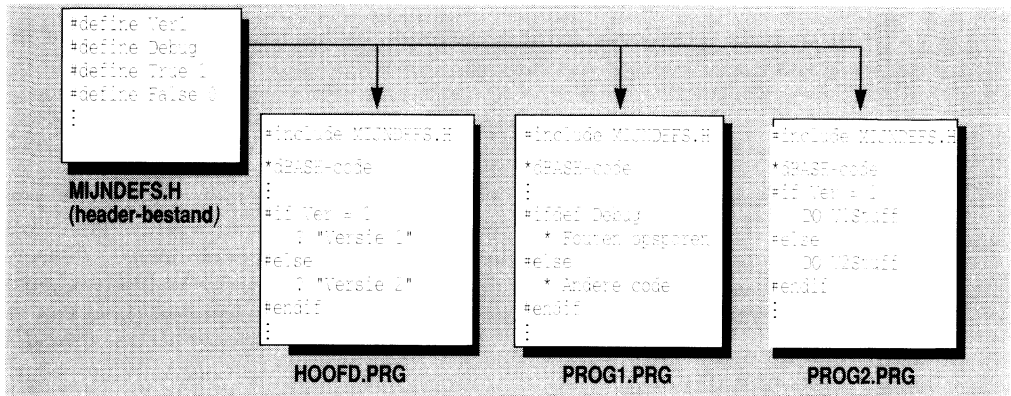 #define Ver1
#define Debug
#define True 1
#define False 0
:
MIJNDEFS.H
(header-bestand)
#include MIJNDEFS.H
*dBASE-code
:
#if Ver = 1
? "Versie 1"
#else
? "Versie 2"
#endif
:
HOOFD.PRG
#include MIJNDEFS.H
*dBASE-code
:
#ifdef Debug
* Fouten opsporen
#else
* Andere code
#endif
:
PROG1.PRG
#include MIJNDEFS.H
*dBASE-code
#if Ver = 1
DO V1Stuff
#else
DO V2Stuff
#endif
:
PROG2.PRG